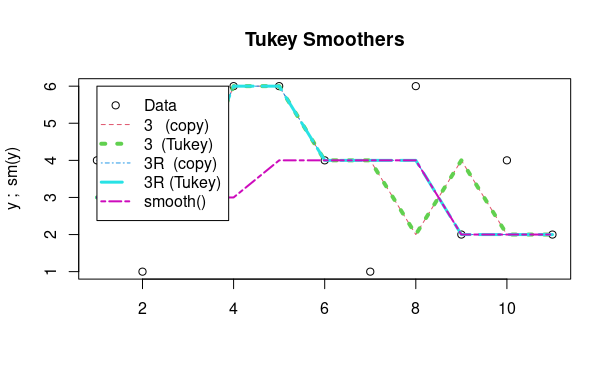 Tukey Smoothers
y ,  sm(y)
6
5
4
3
2
1
Data
3   (copy)
3  (Tukey)
3R  (copy)
3R (Tukey)
smooth()
2 4 6 8 10